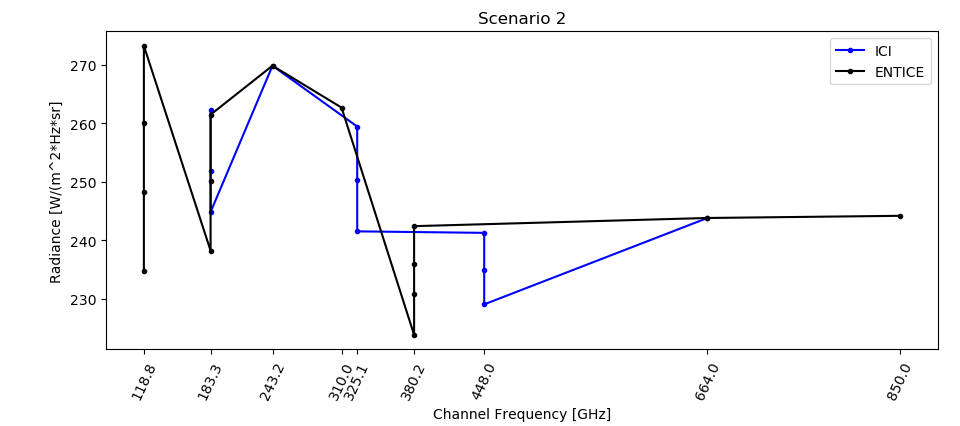 Scenario 2
ICI
ENTICE
Radiance [W/(m^2*Hz*sr]
270
260
250
240
230
118.8
183.3
243.2
310.0
325.1
380.2
448.0
664.0
850.0
Channel Frequency [GHz]